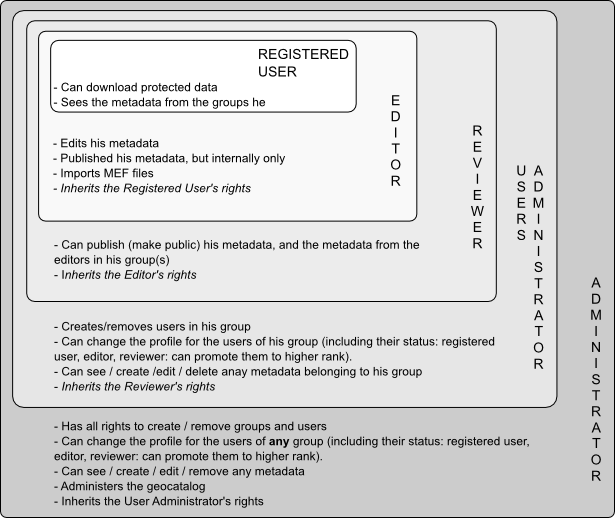 REGISTERED
USER
- Can download protected data
- Sees the metadata from the groups he
EDITOR
- Edits his metadata
- Published his metadata, but internally only
- Imports MEF files
- Inherits the Registered User's rights
REVIEWER
- Can publish (make public) his metadata, and the metadata from the
editors in his group(s)
- Inherits the Editor's rights
USERS
ADMINISTRATOR
- Creates/removes users in his group
- Can change the profile for the users of his group (including their status: registered
user, editor, reviewer: can promote them to higher rank).
- Can see / create /edit / delete anay metadata belonging to his group
- Inherits the Reviewer's rights
ADMINISTRATOR
- Has all rights to create / remove groups and users
- Can change the profile for the users of any group (including their status: registered user,
editor, reviewer: can promote them to higher rank).
- Can see / create / edit / remove any metadata
- Administers the geocatalog
- Inherits the User Administrator's rights